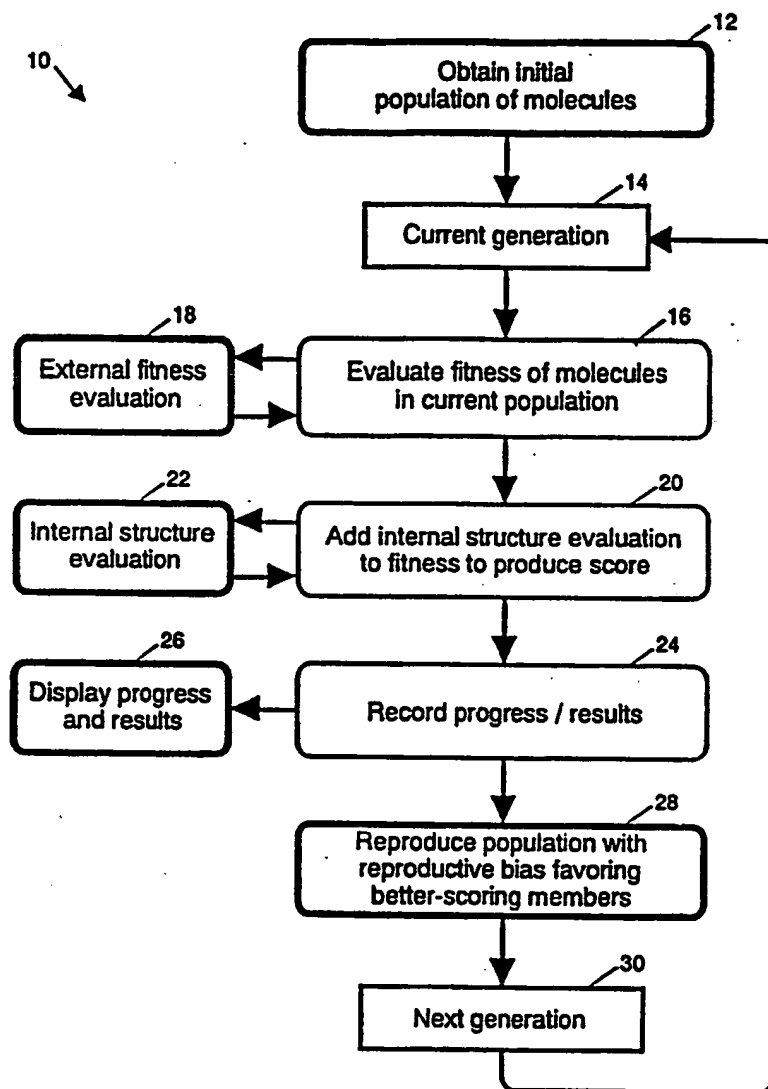 10
12
Obtain initial
population of molecules
14
Current generation
18
External fitness
evaluation
16
Evaluate fitness of molecules
in current population
22
Internal structure
evaluation
20
Add internal structure evaluation
to fitness to produce score
26
Display progress
and results
24
Record progress / results
28
Reproduce population with
reproductive bias favoring
better-scoring members
30
Next generation